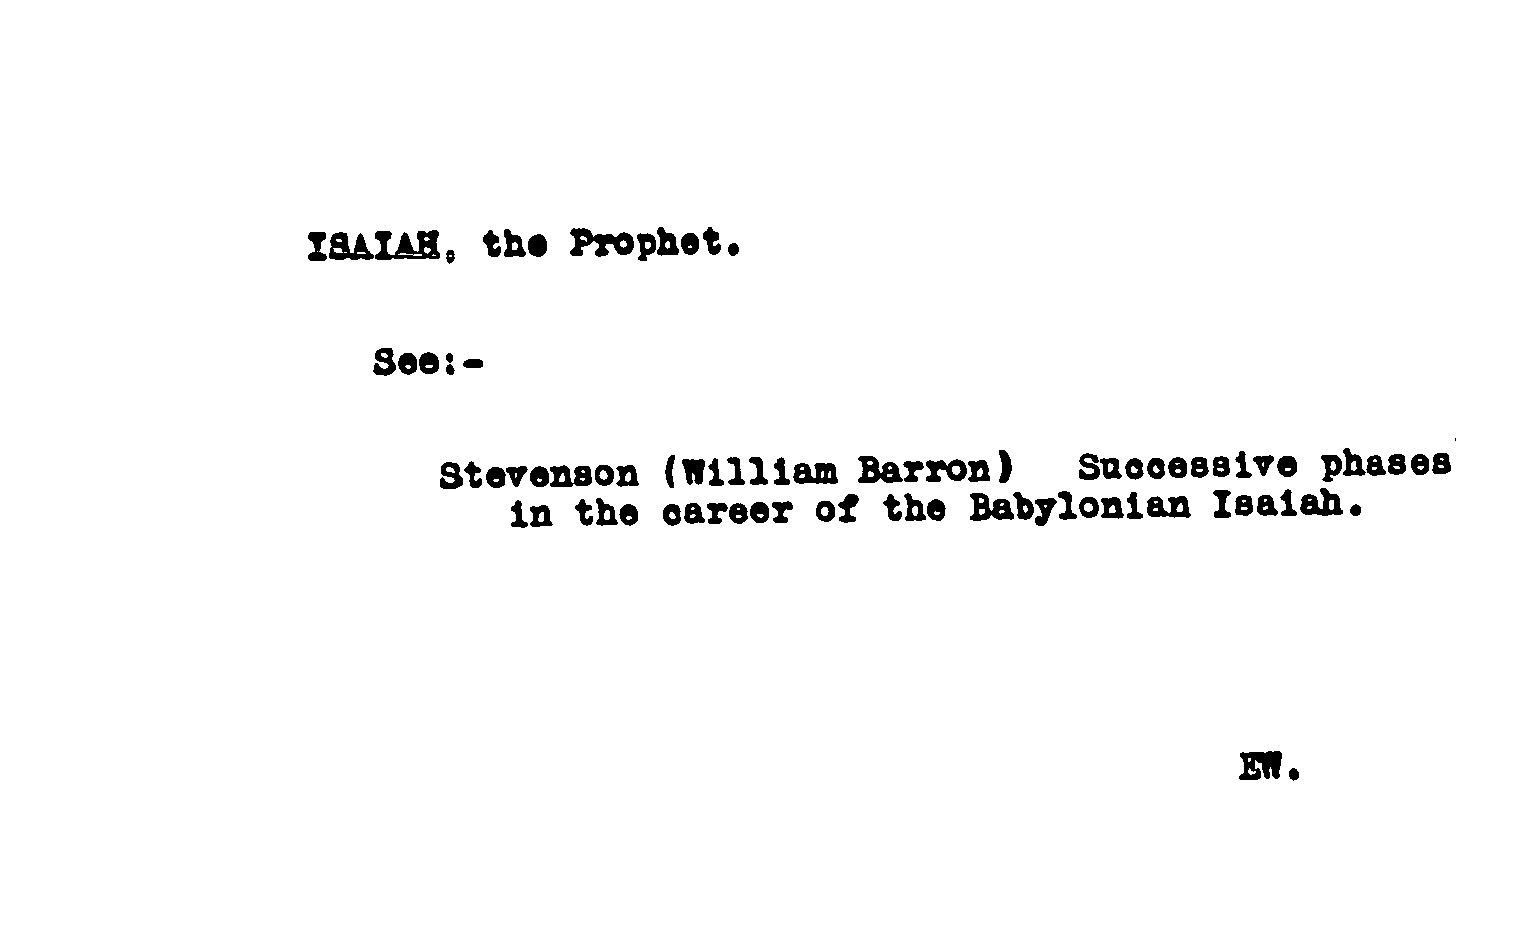 ISAIAH, the Prophet.
See:-
Stevenson (William Barron) Successive phases
in the career of the Babylonian Isaiah.
EW.